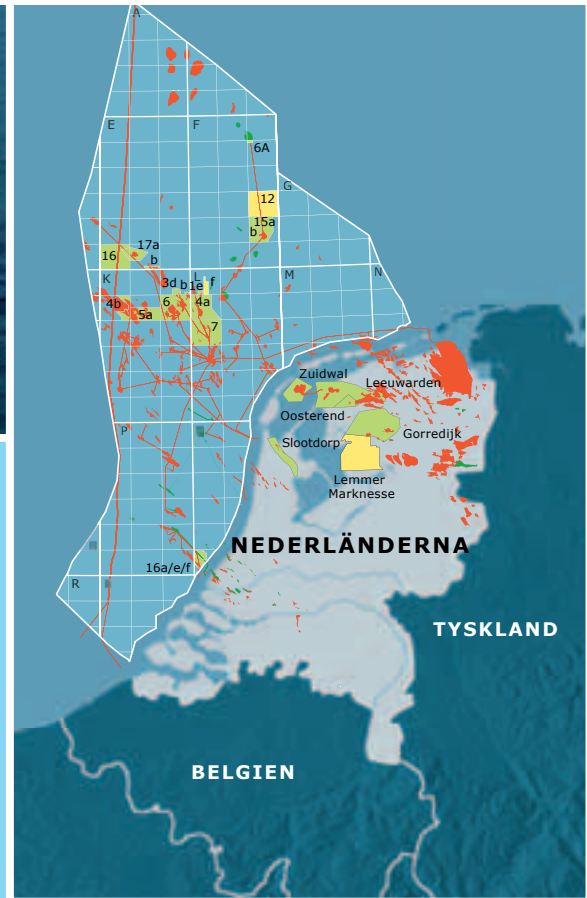 A
E
F
6A
G
12
15a
b
17a
16
b
K
L
M
N
3d
b
1e
f
4b
6
4a
5a
7
Zuidwal
Leeuwarden
Oosterend
Gorredijk
Slootdorp
P
Lemmer
Marknesse
NEDERLÄNDERNA
16a/e/f
R
TYSKLAND
BELGIEN